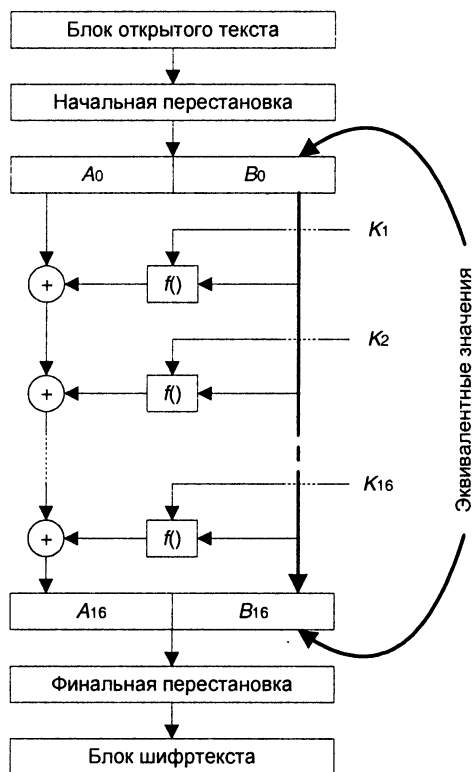 Блок открытого текста
Начальная перестановка
A0 B0
K1
+ f()
K2
+ f()
K16
+ f()
A16 B16
Финальная перестановка
Блок шифртекста
Эквивалентные значения